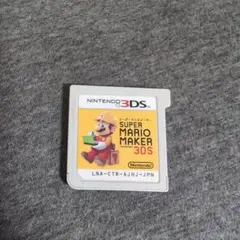 NINTENDO 3DS
SUPER
MARIO
MAKER
3DS
Nintendo
LNA-CTR-AJHJ-JPN